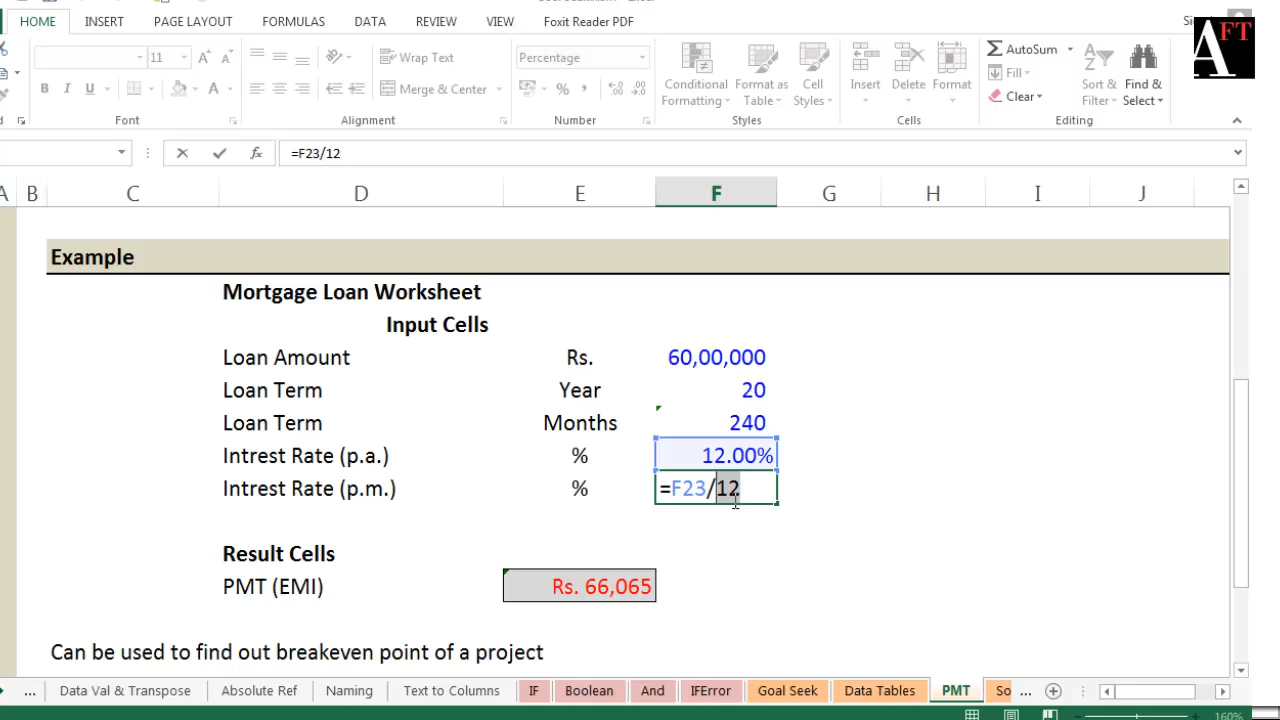 HOME INSERT PAGE LAYOUT FORMULAS DATA REVIEW VIEW Foxit Reader PDF
AFT
11 A A Wrap Text Percentage AutoSum
Fill
B I U A Merge & Center % Conditional Formatting Format as Table Cell Styles Insert Delete Format Clear Sort & Filter Find & Select
Font Alignment Number Styles Cells Editing
fx =F23/12
A B C D E F G H I J
Example
Mortgage Loan Worksheet
Input Cells
Loan Amount Rs. 60,00,000
Loan Term Year 20
Loan Term Months 240
Intrest Rate (p.a.) % 12.00%
Intrest Rate (p.m.) % =F23/12
Result Cells
PMT (EMI) Rs. 66,065
Can be used to find out breakeven point of a project
... Data Val & Transpose Absolute Ref Naming Text to Columns IF Boolean And IFError Goal Seek Data Tables PMT So ...
160%